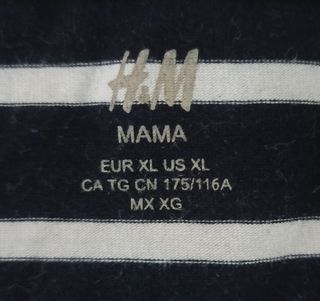 H&M
MAMA
EUR XL US XL
CA TG CN 175/116A
MX XG